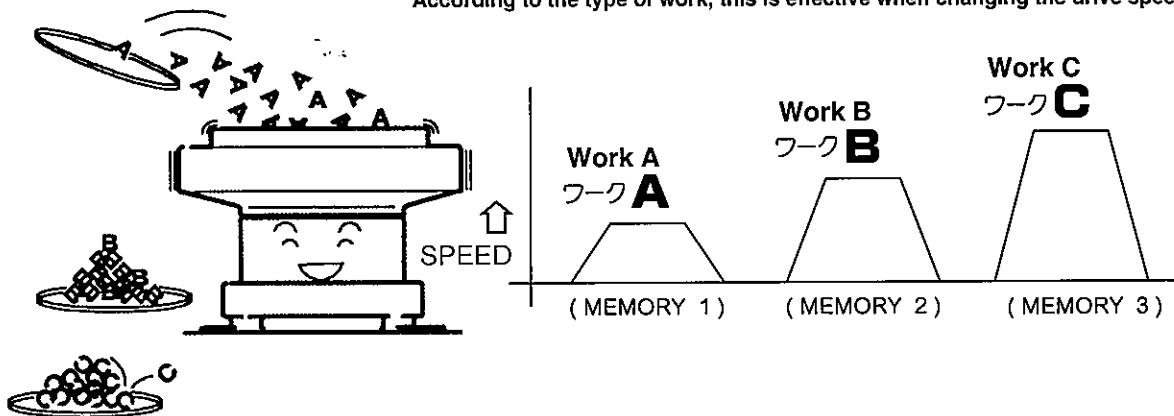 According to the type of work, this is effective when changing the drive
Work A
ワーク A
Work B
ワーク B
Work C
ワーク C
SPEED
( MEMORY 1 )
( MEMORY 2 )
( MEMORY 3 )